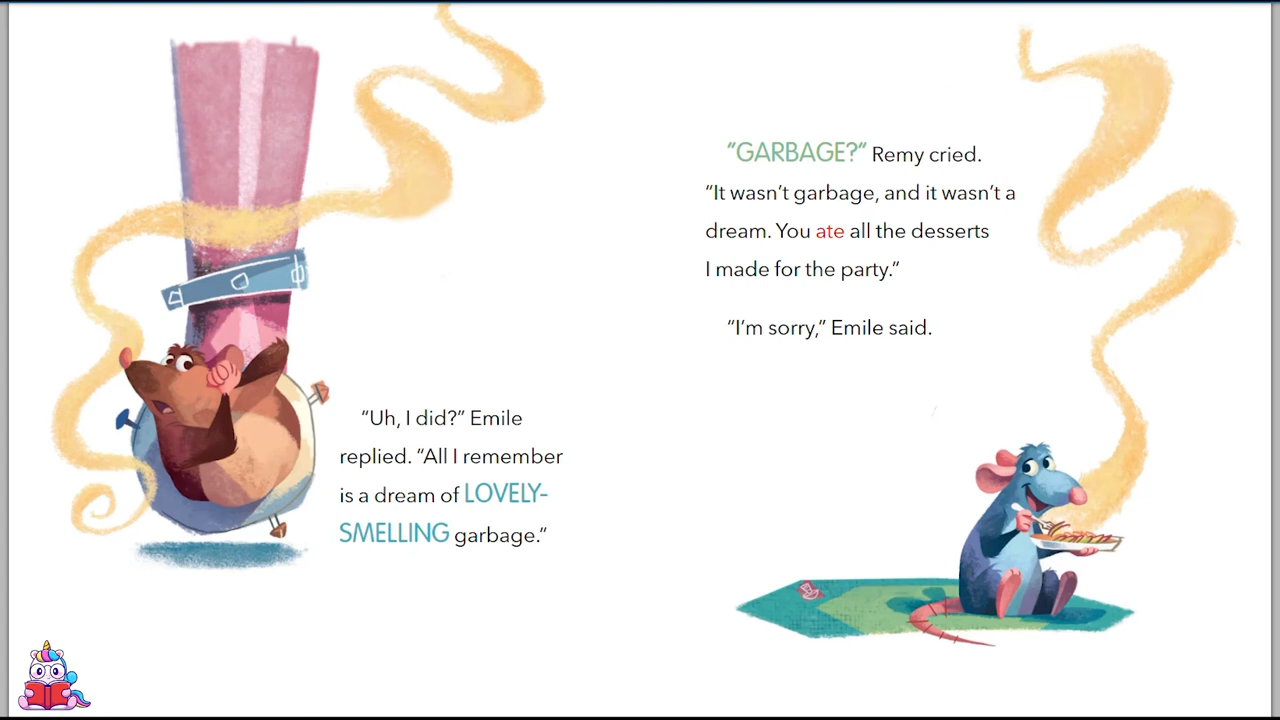 “Uh, I did?” Emile
replied. “All I remember
is a dream of LOVELY-
SMELLING garbage.”
“GARBAGE?“ Remy cried.
“It wasn’t garbage, and it wasn’t a
dream. You ate all the desserts
I made for the party.”
“I’m sorry,” Emile said.